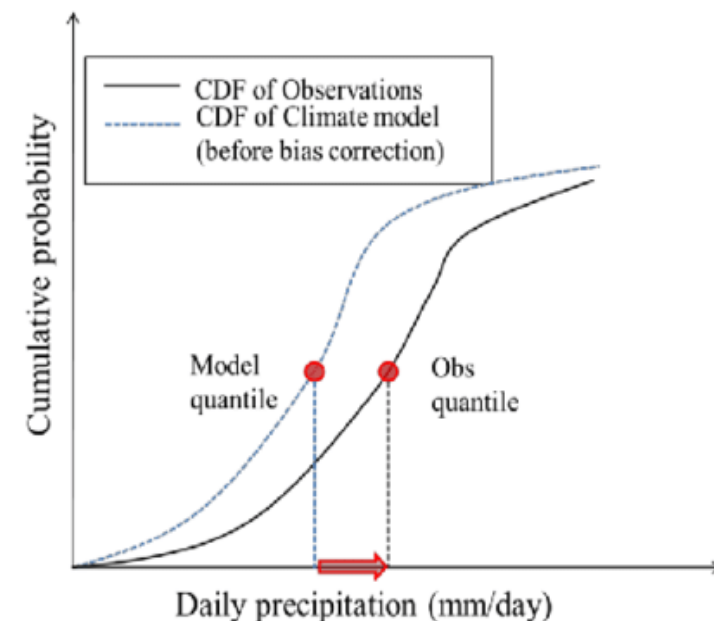 CDF of Observations
CDF of Climate model
(before bias correction)
Cumulative probability
Model
quantile
Obs
quantile
Daily precipitation (mm/day)